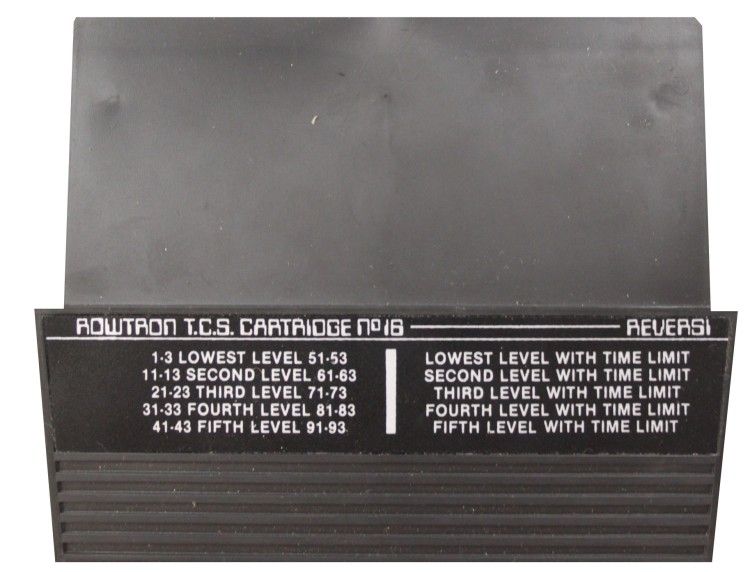 ROWTRON T.C.S. CARTRIDGE Nº 16 REVERSI
1-3 LOWEST LEVEL 51-53 LOWEST LEVEL WITH TIME LIMIT
11-13 SECOND LEVEL 61-63 SECOND LEVEL WITH TIME LIMIT
21-23 THIRD LEVEL 71-73 THIRD LEVEL WITH TIME LIMIT
31-33 FOURTH LEVEL 81-83 FOURTH LEVEL WITH TIME LIMIT
41-43 FIFTH LEVEL 91-93 FIFTH LEVEL WITH TIME LIMIT